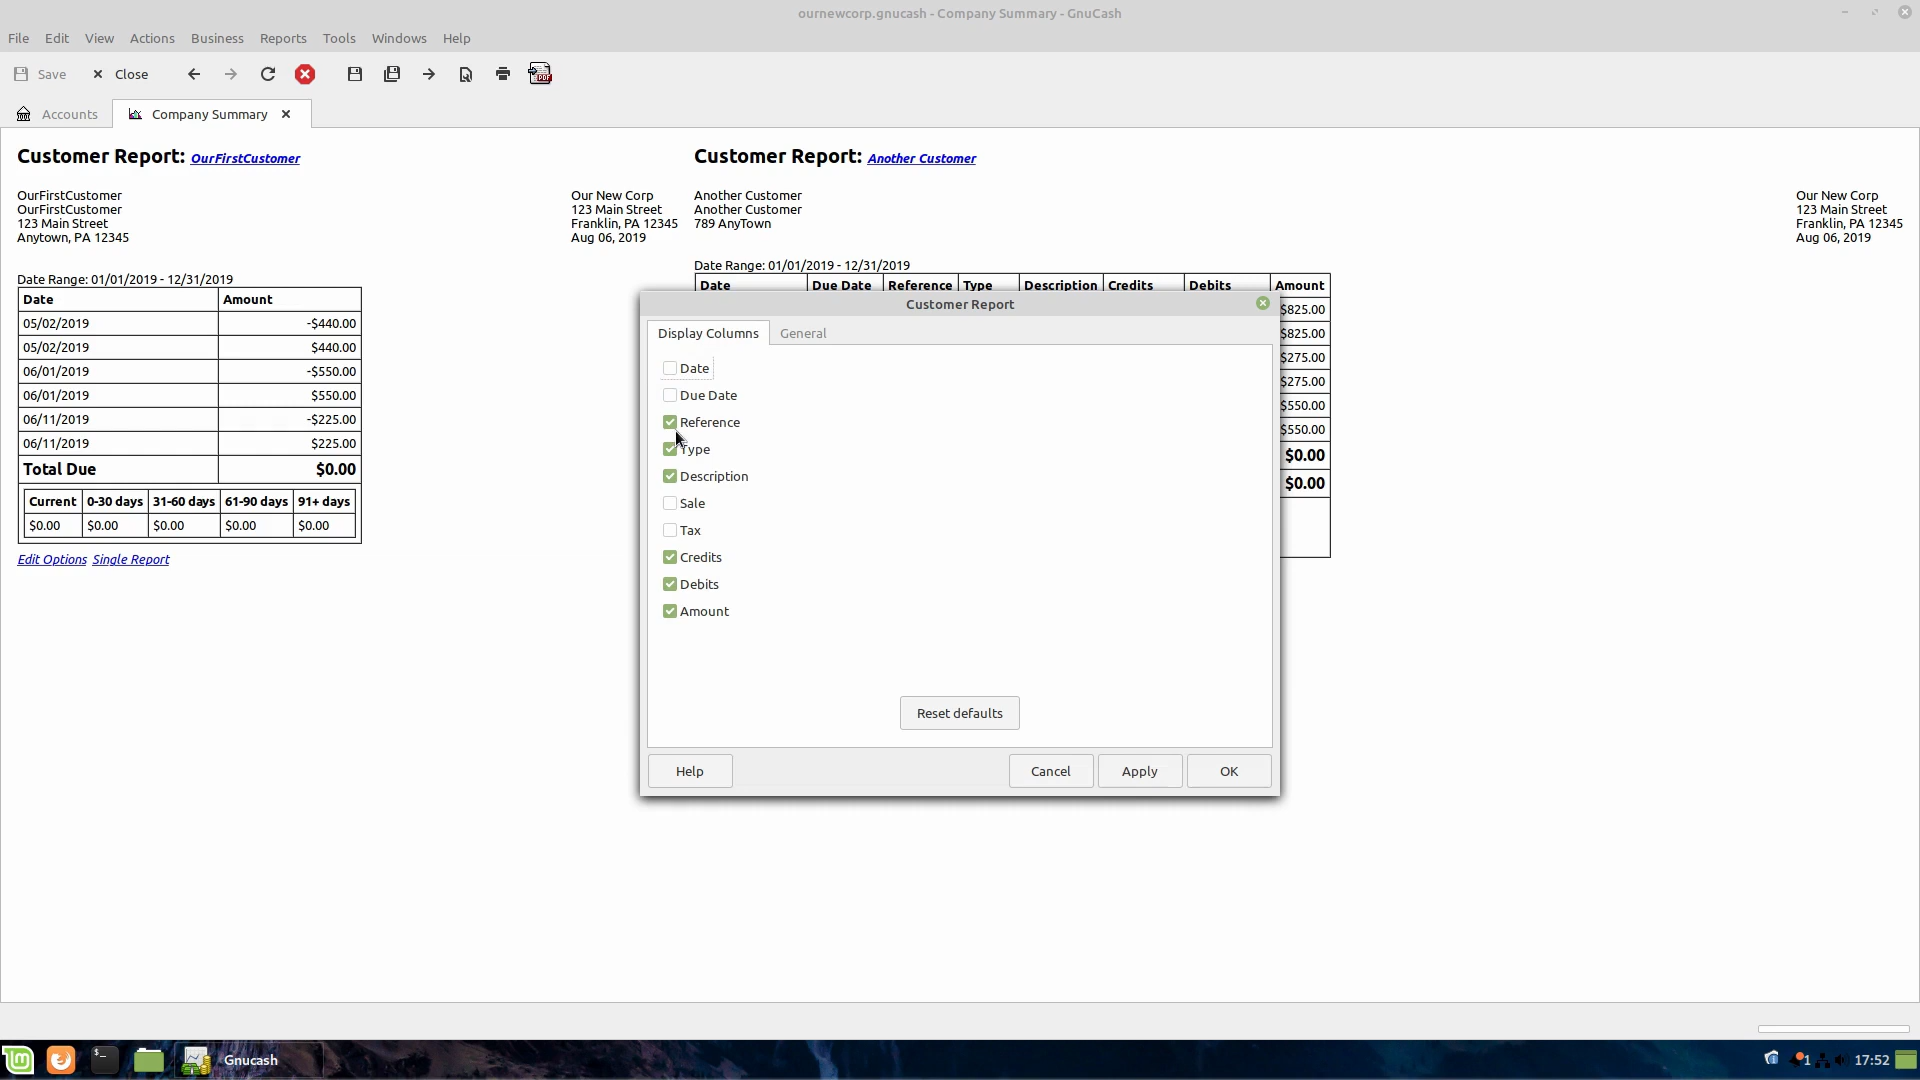 ournewcorp.gnucash - Company Summary - GnuCash
File Edit View Actions Business Reports Tools Windows Help
Save Close
Accounts Company Summary
Customer Report: OurFirstCustomer
OurFirstCustomer
OurFirstCustomer
123 Main Street
Anytown, PA 12345
Our New Corp
123 Main Street
Franklin, PA 12345
Aug 06, 2019
Date Range: 01/01/2019 - 12/31/2019
Date Amount
05/02/2019 -$440.00
05/02/2019 $440.00
06/01/2019 -$550.00
06/01/2019 $550.00
06/11/2019 -$225.00
06/11/2019 $225.00
Total Due $0.00
Current 0-30 days 31-60 days 61-90 days 91+ days
$0.00 $0.00 $0.00 $0.00 $0.00
Edit Options Single Report
Customer Report: Another Customer
Another Customer
Another Customer
789 AnyTown
Our New Corp
123 Main Street
Franklin, PA 12345
Aug 06, 2019
Date Range: 01/01/2019 - 12/31/2019
Date Due Date Reference Type Description Credits Debits Amount
$825.00
$825.00
$275.00
$275.00
$550.00
$550.00
$0.00
$0.00
Customer Report
Display Columns General
Date
Due Date
Reference
Type
Description
Sale
Tax
Credits
Debits
Amount
Reset defaults
Help Cancel Apply OK
Gnucash
1 17:52